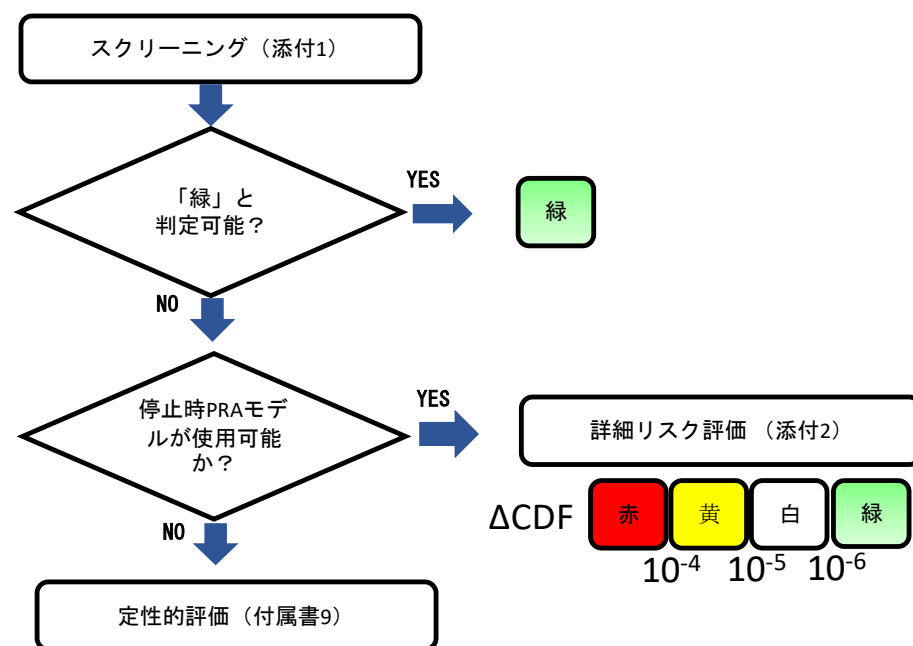 スクリーニング（添付1）
「緑」と
判定可能？
YES
緑
NO
停止時PRAモデ
ルが使用可能
か？
YES
詳細リスク評価 （添付2）
ΔCDF
赤
黄
白
緑
10-4
10-5
10-6
NO
定性的評価（付属書9）